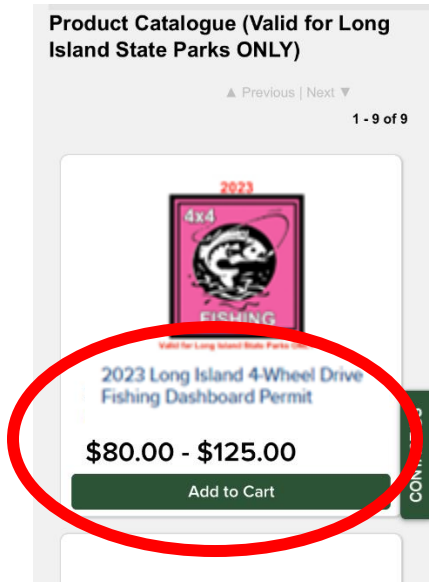 Product Catalogue (Valid for Long
Island State Parks ONLY)
▲ Previous | Next ▼
1 - 9 of 9
2023
4x4
FISHING
Valid for Long Island State Parks
2023 Long Island 4-Wheel Drive
Fishing Dashboard Permit
$80.00 - $125.00
Add to Cart